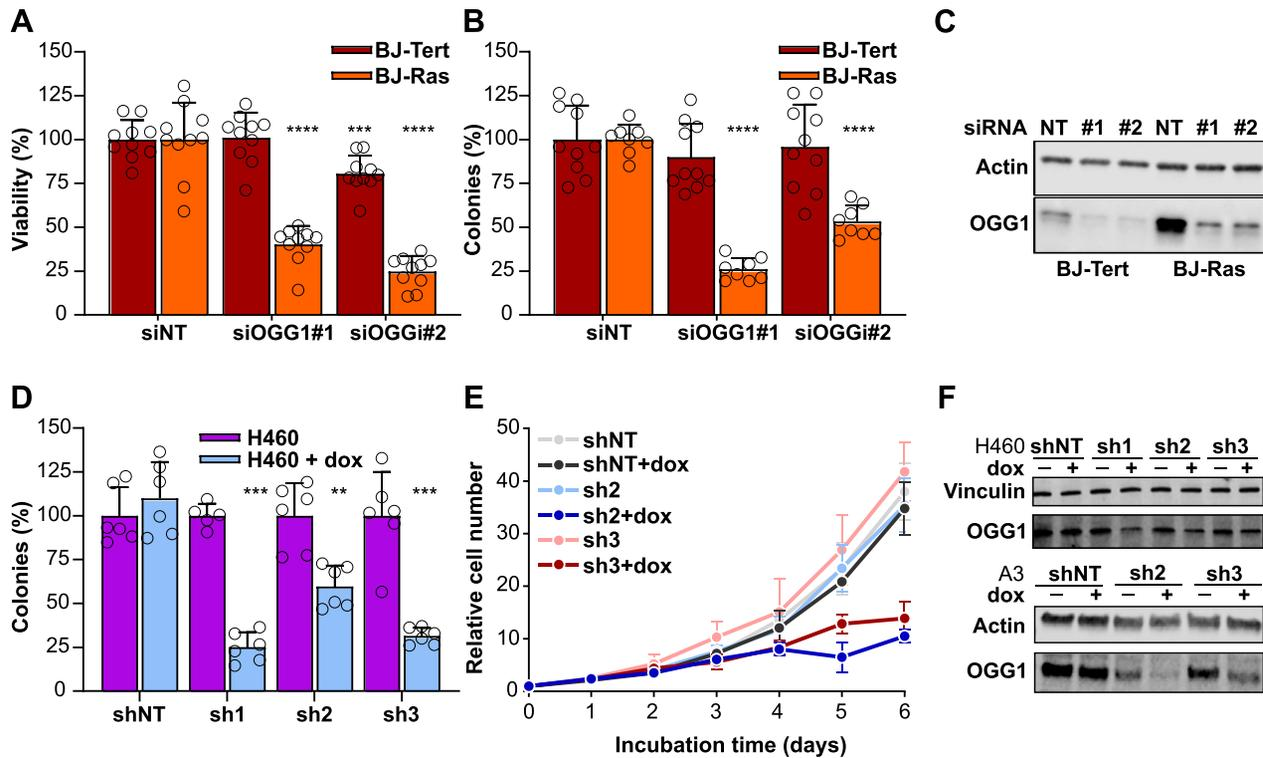 A
BJ-Tert
BJ-Ras
Viability (%)
150
125
100
75
50
25
0
****
***
****
siNT
siOGG1#1
siOGGi#2
B
BJ-Tert
BJ-Ras
Colonies (%)
150
125
100
75
50
25
0
****
****
siNT
siOGG1#1
siOGGi#2
C
siRNA NT #1 #2 NT #1 #2
Actin
OGG1
BJ-Tert BJ-Ras
D
H460
H460 + dox
Colonies (%)
150
125
100
75
50
25
0
***
**
***
shNT
sh1
sh2
sh3
E
shNT
shNT+dox
sh2
sh2+dox
sh3
sh3+dox
Relative cell number
50
40
30
20
10
0
0 1 2 3 4 5 6
Incubation time (days)
F
H460 shNT sh1 sh2 sh3
dox – + – + – + – +
Vinculin
OGG1
A3 shNT sh2 sh3
dox – + – + – +
Actin
OGG1